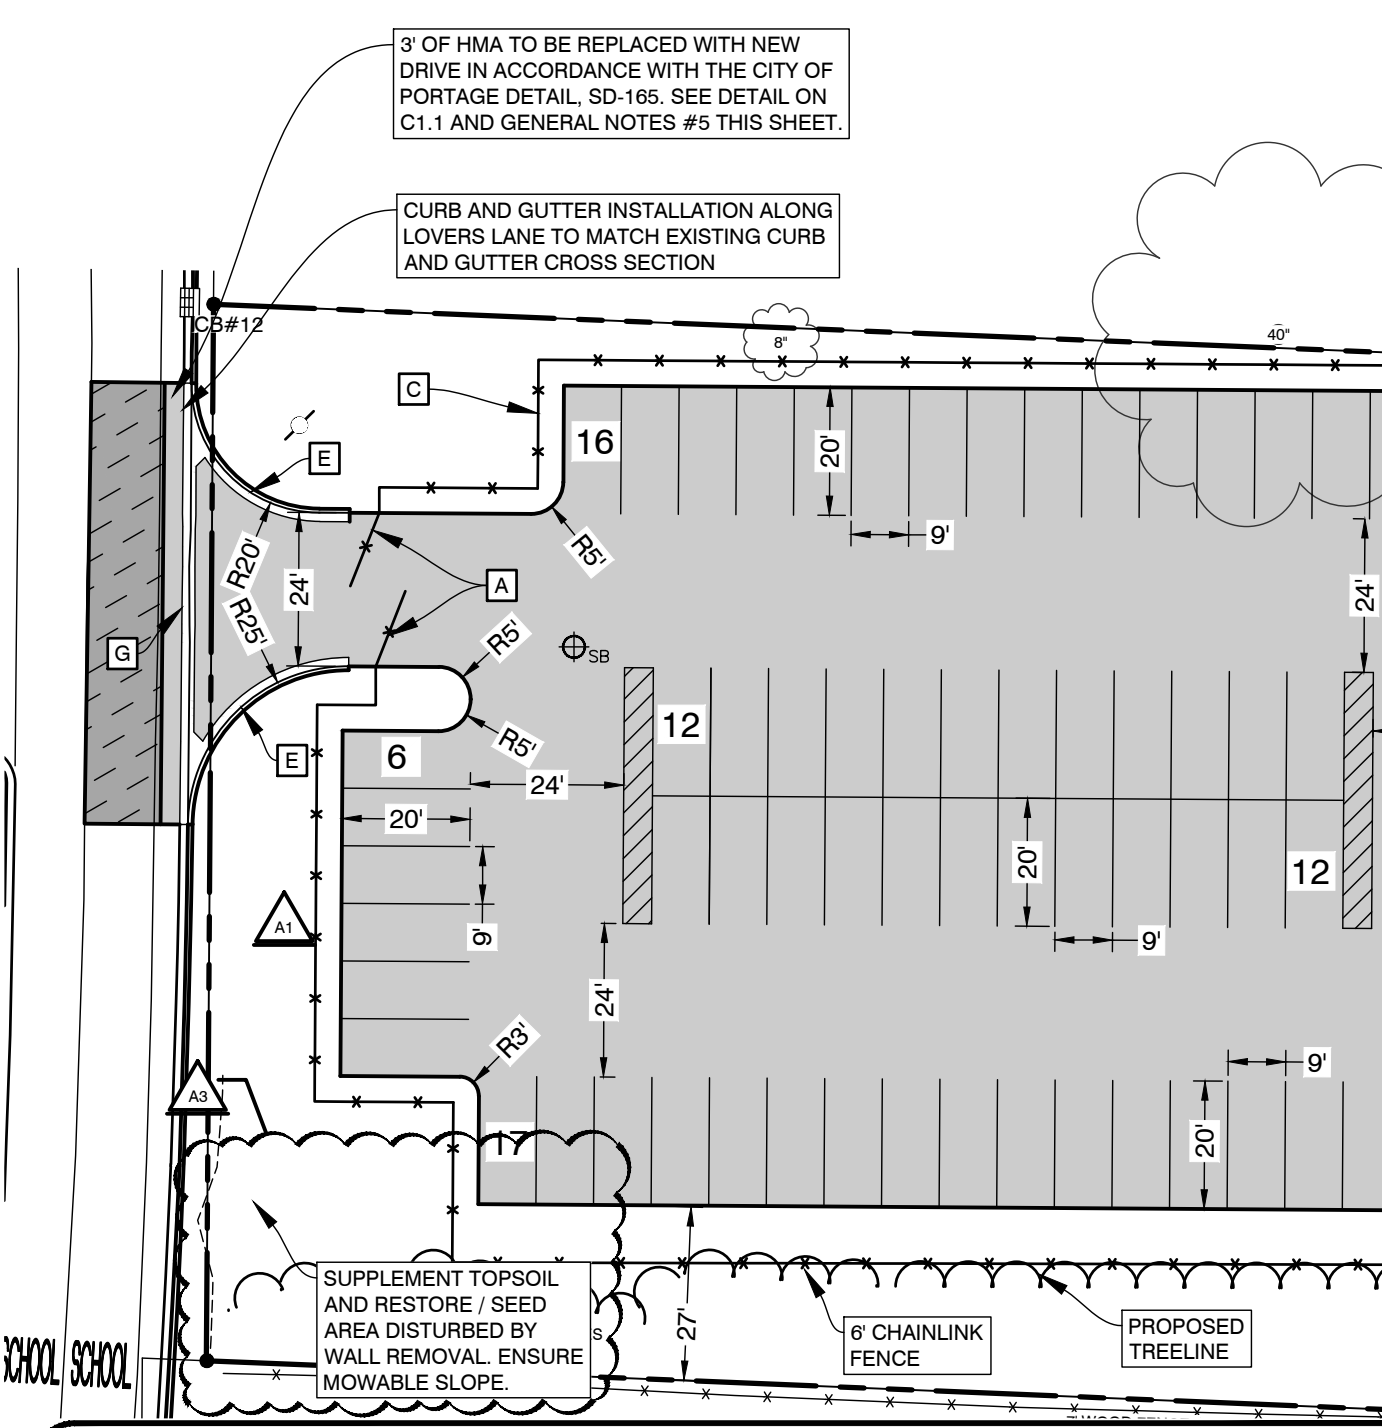 3' OF HMA TO BE REPLACED WITH NEW
DRIVE IN ACCORDANCE WITH THE CITY OF
PORTAGE DETAIL, SD-165. SEE DETAIL ON
C1.1 AND GENERAL NOTES #5 THIS SHEET.
CURB AND GUTTER INSTALLATION ALONG
LOVERS LANE TO MATCH EXISTING CURB
AND GUTTER CROSS SECTION
CB#12
8"
40"
C
16
20'
E
9'
R5'
R20'
24'
A
24'
R25'
G
R5'
SB
12
R5'
6
E
24'
20'
20'
12
A1
9'
9'
24'
R3'
9'
A3
17
20'
SUPPLEMENT TOPSOIL
AND RESTORE / SEED
AREA DISTURBED BY
WALL REMOVAL. ENSURE
MOWABLE SLOPE.
S
27'
6' CHAINLINK
FENCE
PROPOSED
TREELINE
SCHOOL SCHOOL